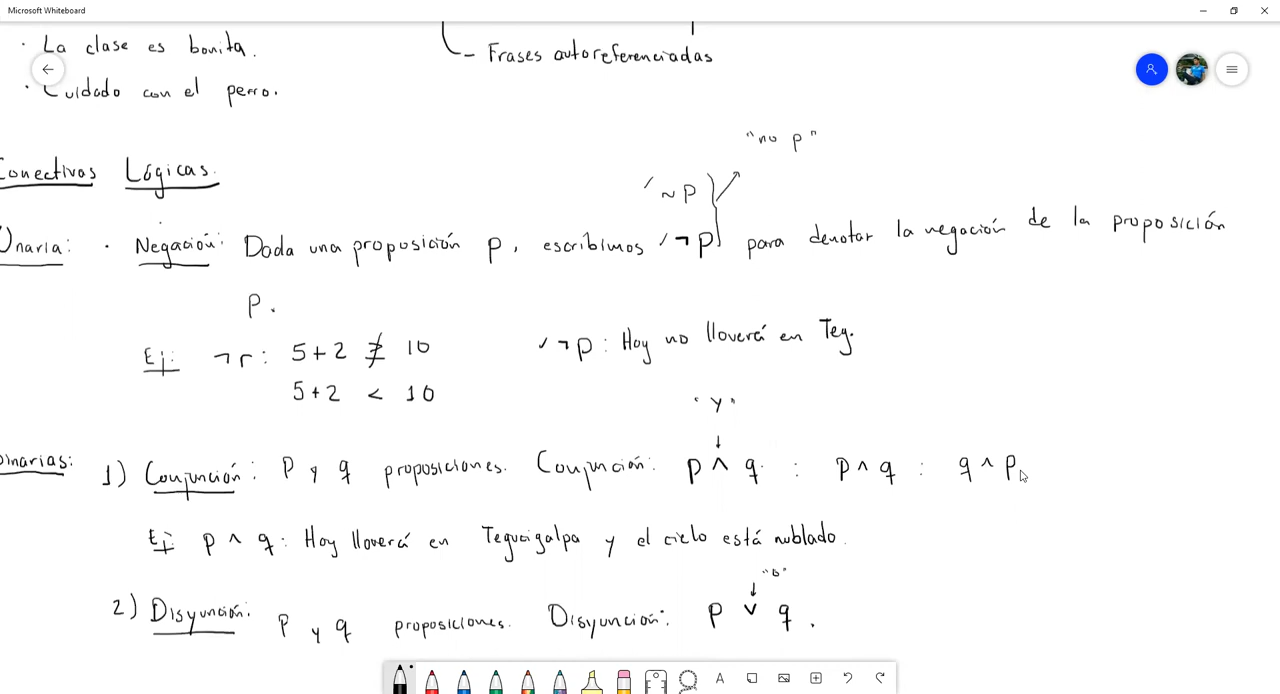 Microsoft Whiteboard
· La clase es bonita.
- Frases autoreferenciadas
· Cuidado con el perro.
"no p"
Conectivas Lógicas.
~p
Unaria: · Negación: Dada una proposición p, escribimos ¬p para denotar la negación de la proposición
p.
Ej: ¬r: 5+2 ≱ 10
¬p: Hoy no lloverá en Teg.
5+2 < 10
"y"
↓
binarias: 1) Conjunción: p y q proposiciones. Conjunción: p ∧ q : p ∧ q : q ∧ p
Ej: p ∧ q: Hoy lloverá en Tegucigalpa y el cielo está nublado.
"o"
↓
2) Disyunción: p y q proposiciones. Disyunción: p ∨ q.
A